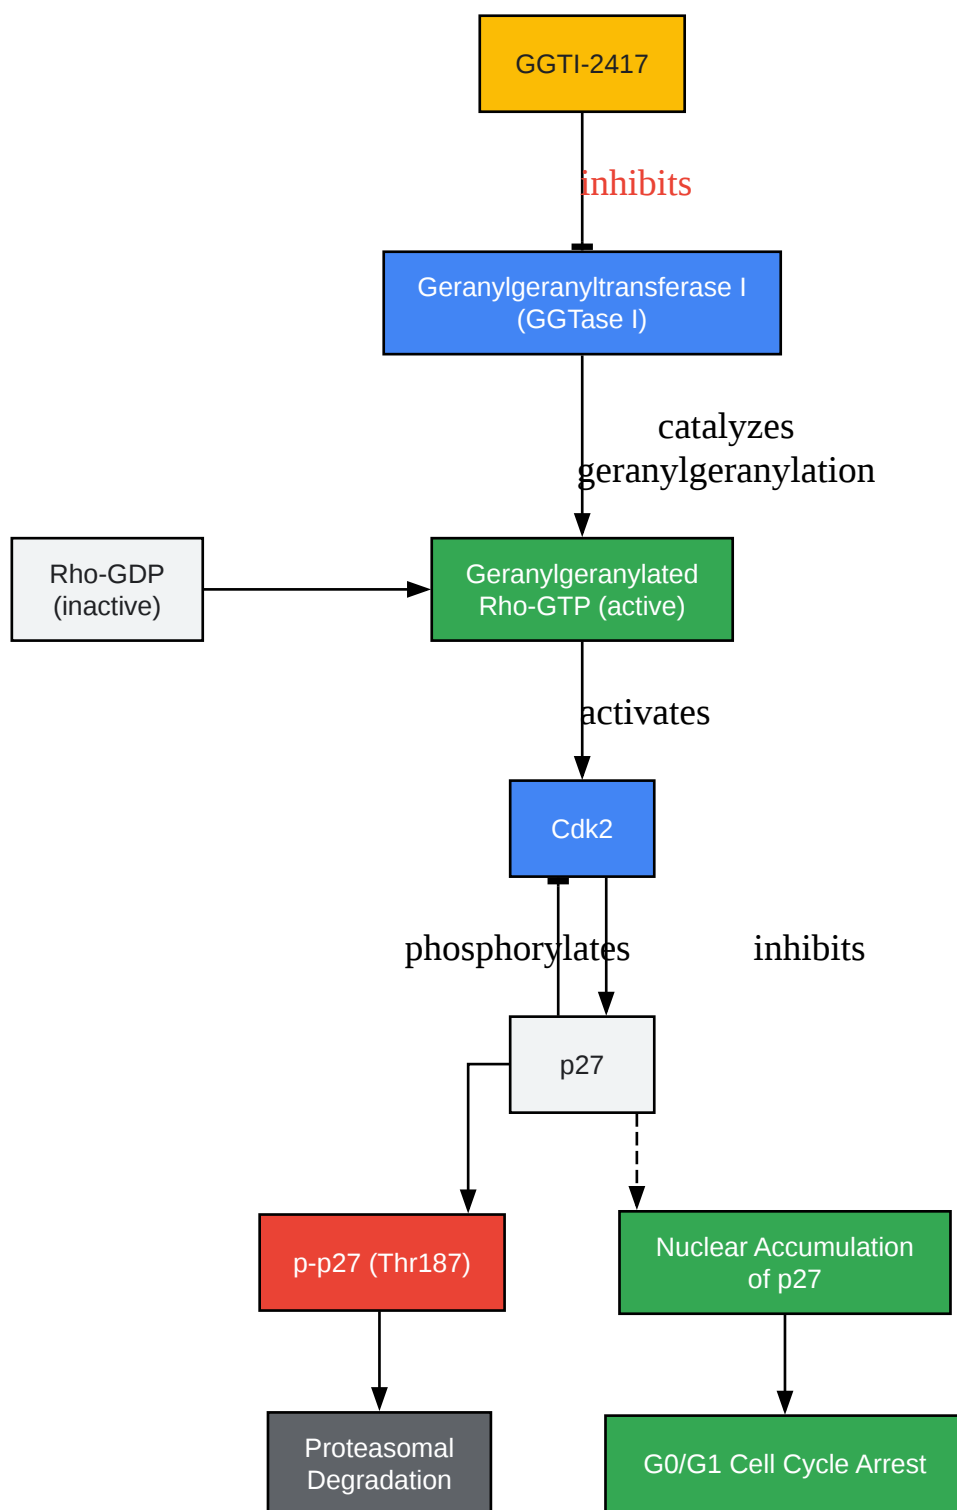 GGTI-2417
inhibits
Geranylgeranyltransferase I
(GGTase I)
catalyzes
geranylgeranylation
Rho-GDP
(inactive)
Geranylgeranylated
Rho-GTP (active)
activates
Cdk2
phosphorylates
inhibits
p27
p-p27 (Thr187)
Nuclear Accumulation
of p27
Proteasomal
Degradation
G0/G1 Cell Cycle Arrest